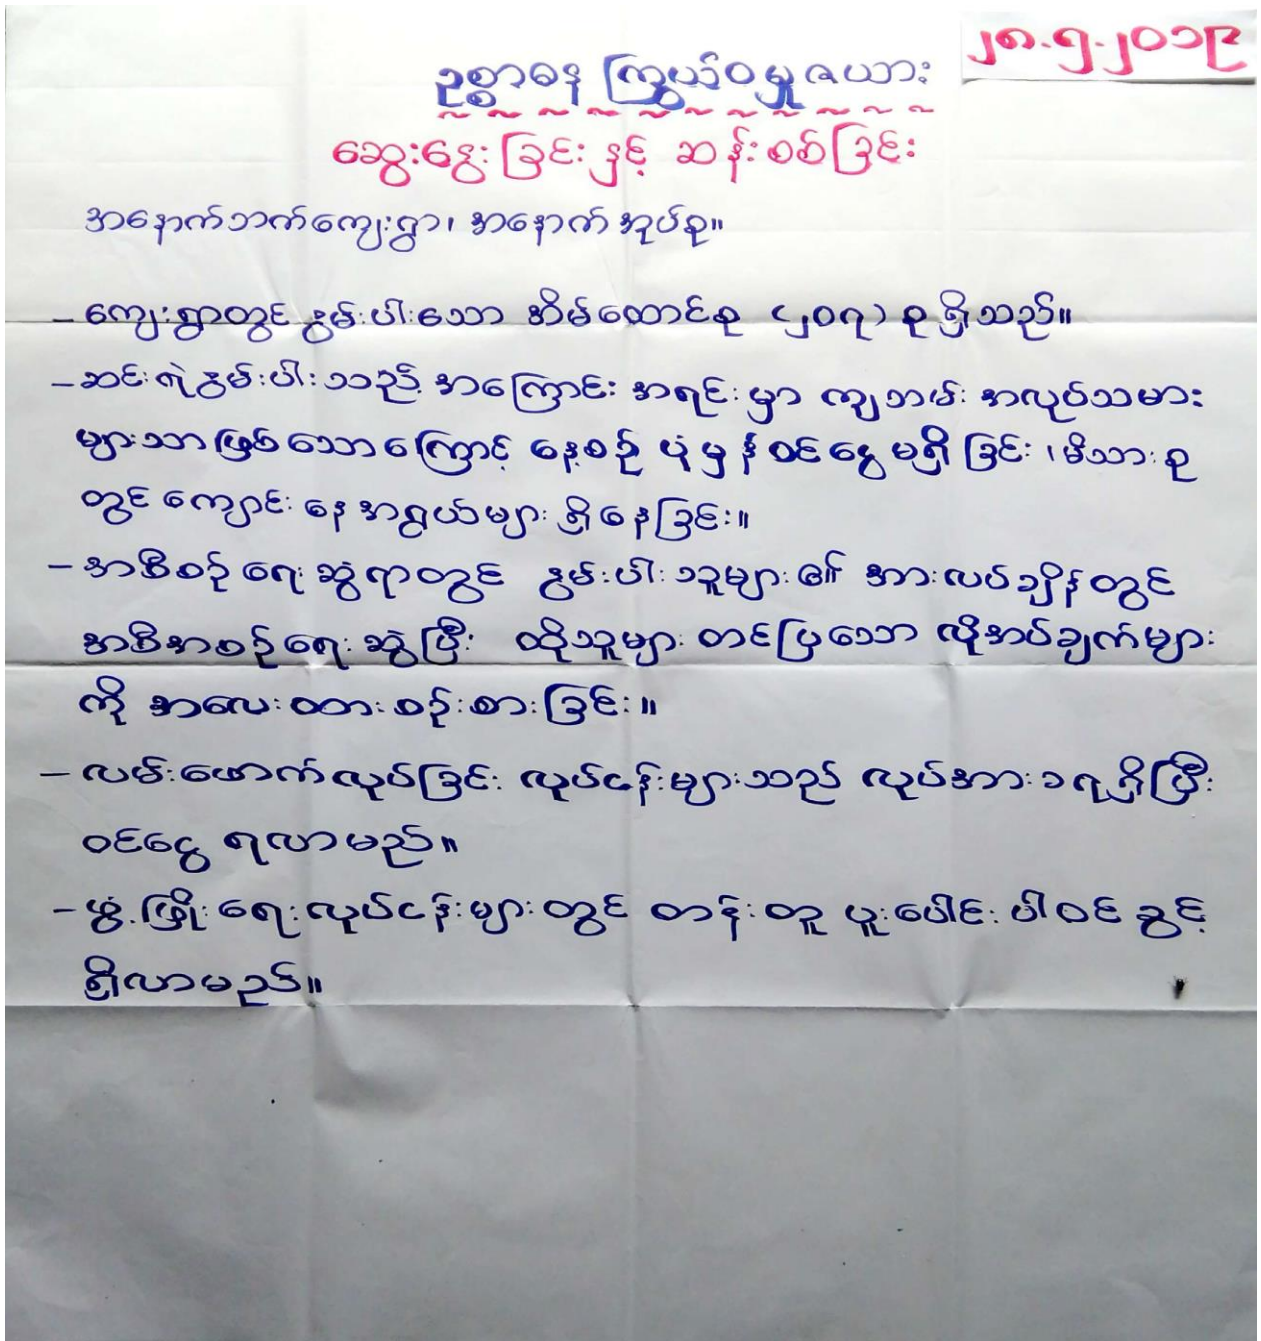 ၂၈.၅.၂၀၁၉
ဥစ္စာဓန ကြွယ်ဝမှုဇယား
ဆွေးနွေးခြင်းနှင့် ဆန်းစစ်ခြင်း
အနောက်ဘက်ကျေးရွာ၊ အနောက်အုပ်စု။
– ကျေးရွာတွင် နွမ်းပါးသော အိမ်ထောင်စု (၂၀၇) စု ရှိသည်။
– ဆင်းရဲနွမ်းပါးသည့် အကြောင်း အရင်းမှာ ကျဘမ်း အလုပ်သမား
များသာဖြစ်သောကြောင့် နေ့စဉ် ပုံမှန်ဝင်ငွေမရှိခြင်း၊ မိသားစု
တွင် ကျောင်းနေအရွယ်များ ရှိနေခြင်း။
– အစီစဉ်ရေးဆွဲရာတွင် နွမ်းပါးသူများ၏ အားလပ်ချိန်တွင်
အစီအစဉ်ရေးဆွဲပြီး ထိုသူများ တင်ပြသော လိုအပ်ချက်များ
ကို အလေးထားစဉ်းစားခြင်း။
– လမ်းဖောက်လုပ်ခြင်း လုပ်ငန်းများသည် လုပ်အားခရရှိပြီး
ဝင်ငွေ ရလာမည်။
– ဖွံ့ဖြိုးရေးလုပ်ငန်းများတွင် တန်းတူ ပူးပေါင်းပါဝင်ခွင့်
ရှိလာမည်။